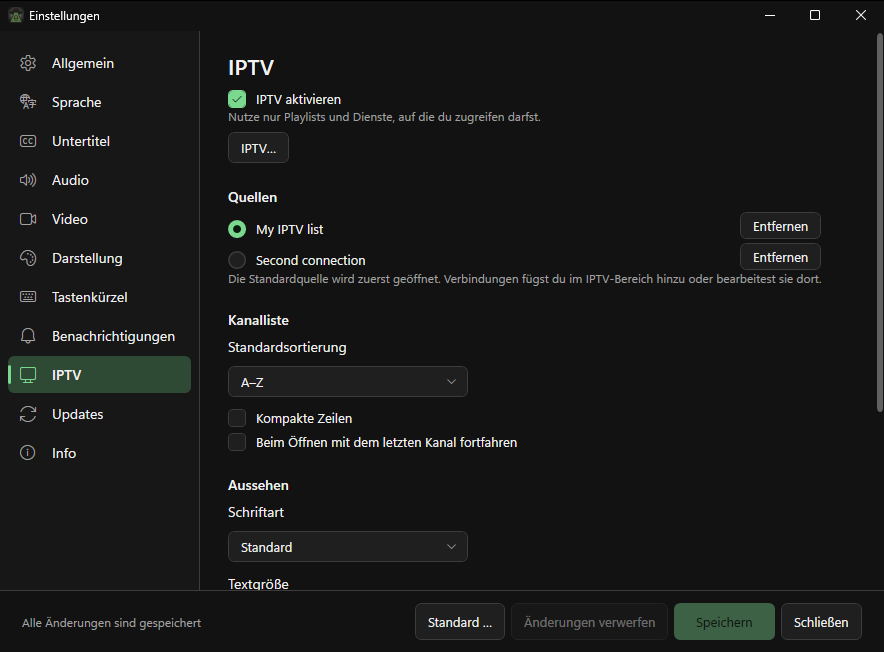 Einstellungen
Allgemein
Sprache
Untertitel
CC
Audio
Video
Darstellung
Tastenkürzel
Benachrichtigungen
IPTV
Updates
Info
IPTV
IPTV aktivieren
Nutze nur Playlists und Dienste, auf die du zugreifen darfst.
IPTV...
Quellen
My IPTV list
Entfernen
Second connection
Entfernen
Die Standardquelle wird zuerst geöffnet. Verbindungen fügst du im IPTV-Bereich hinzu oder bearbeitest sie dort.
Kanalliste
Standardsortierung
A–Z
Kompakte Zeilen
Beim Öffnen mit dem letzten Kanal fortfahren
Aussehen
Schriftart
Standard
Textgröße
Alle Änderungen sind gespeichert
Standard ...
Änderungen verwerfen
Speichern
Schließen